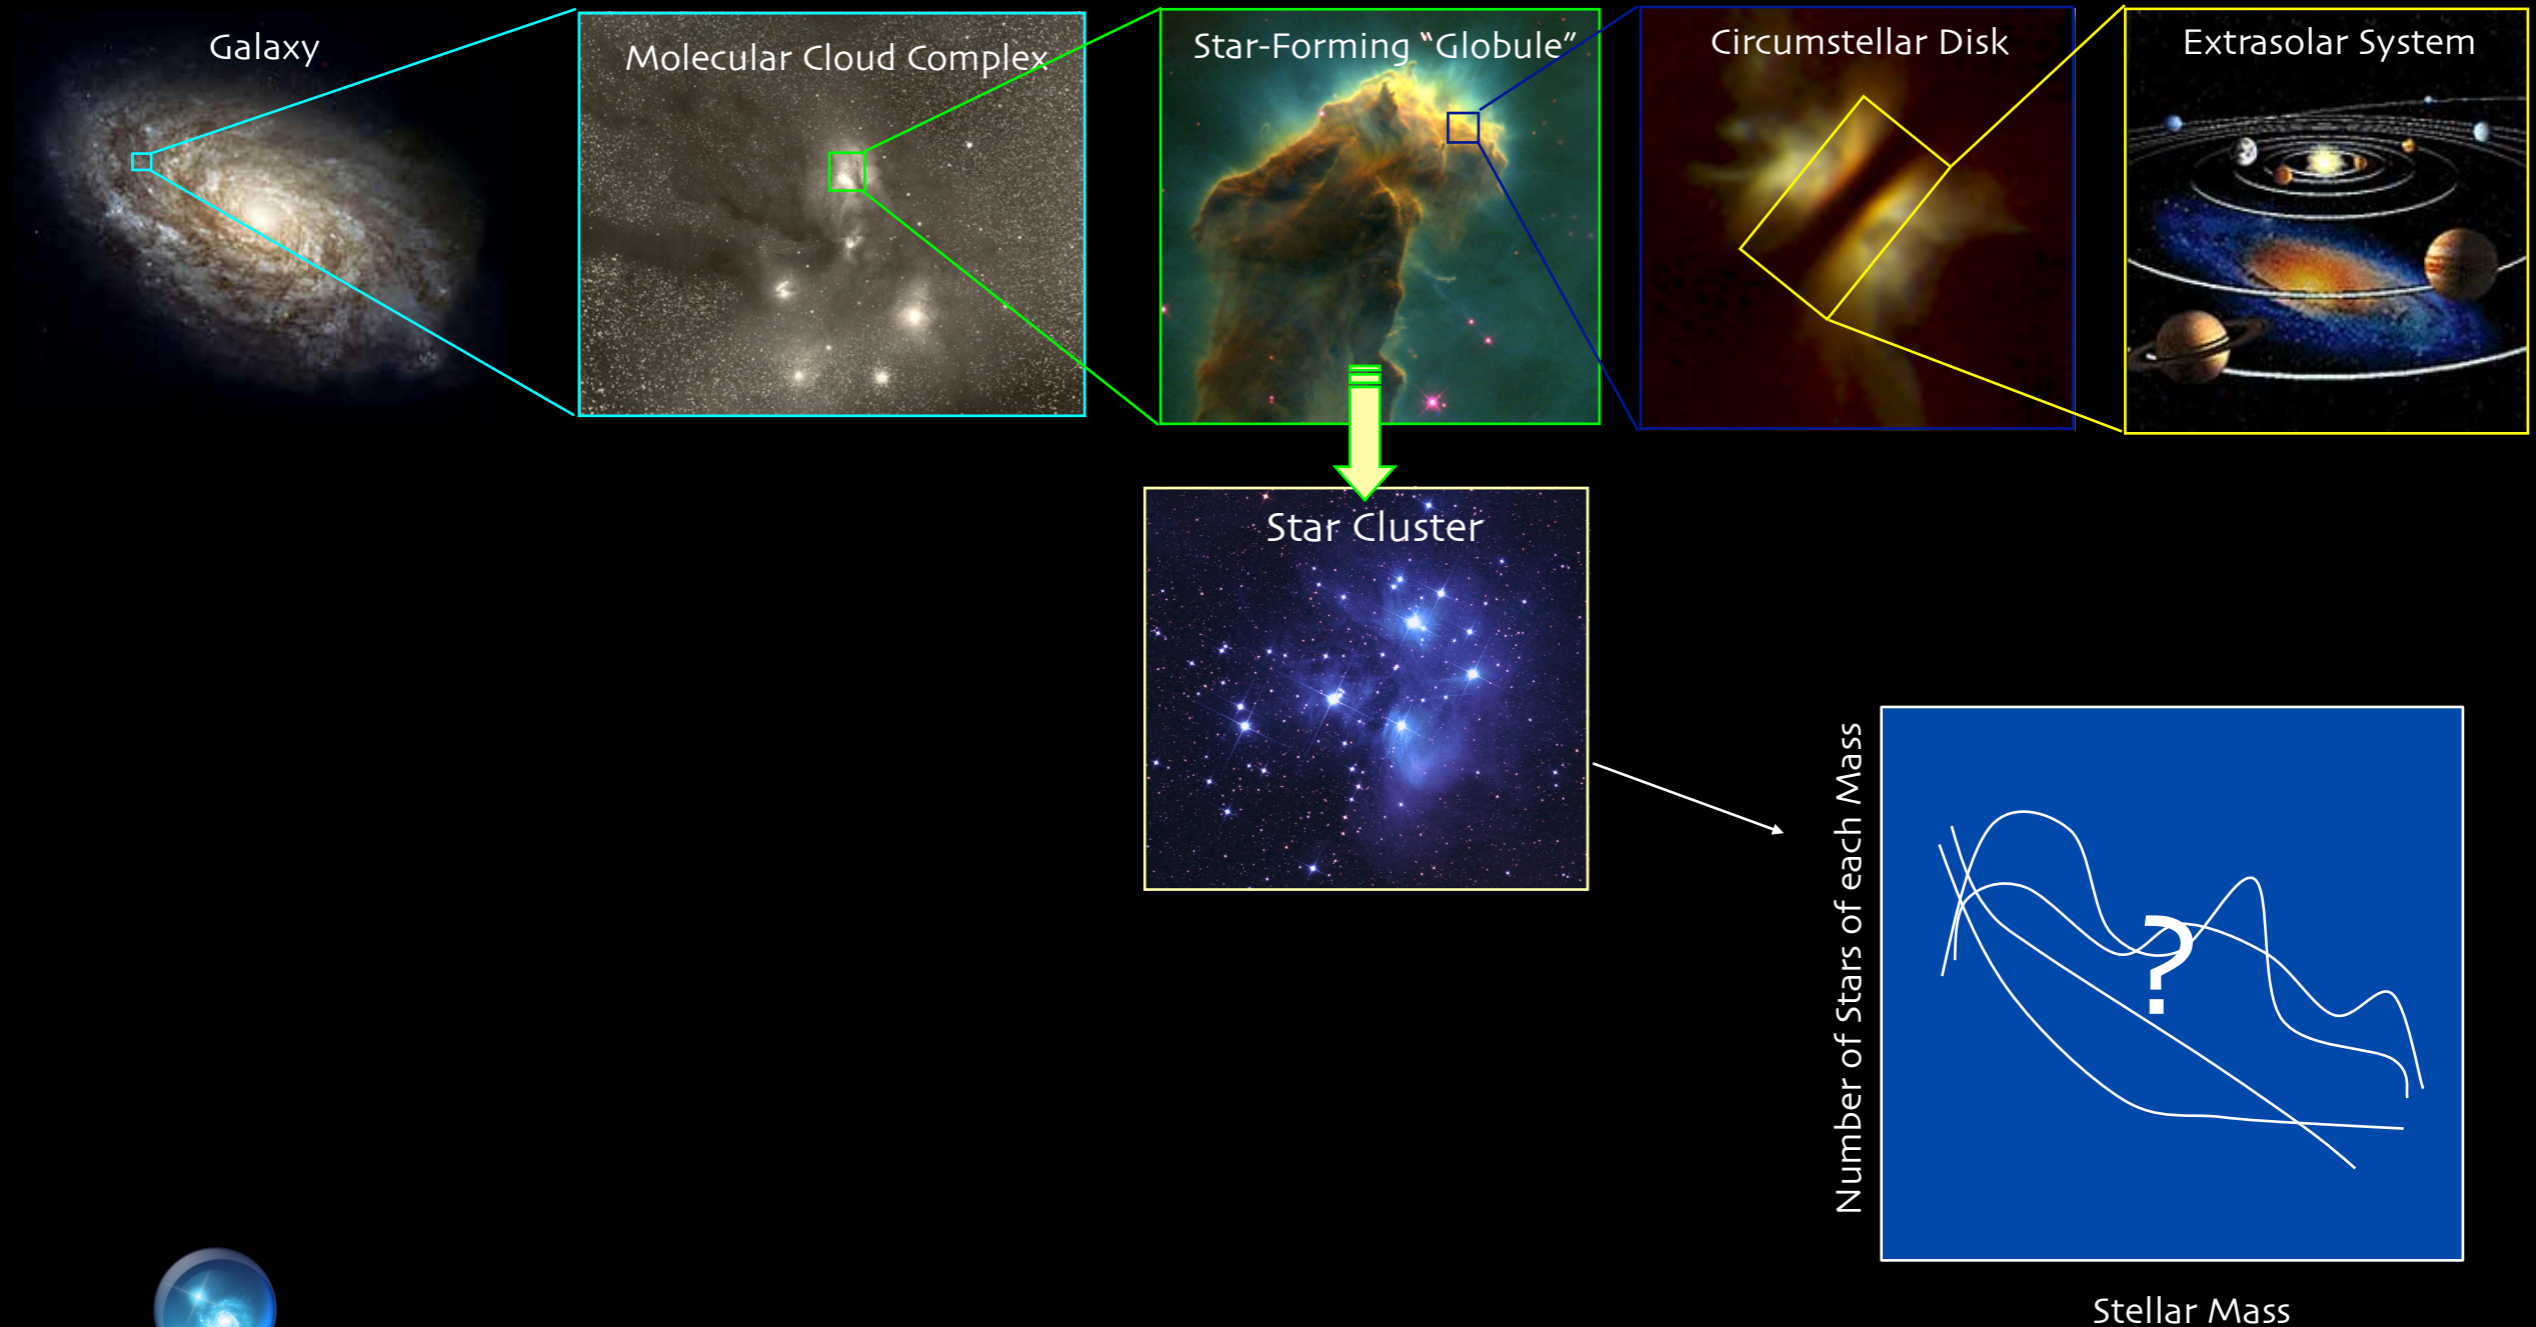 Galaxy
Molecular Cloud Complex
Star-Forming “Globule”
Circumstellar Disk
Extrasolar System
Star Cluster
Number of Stars of each Mass
?
Stellar Mass